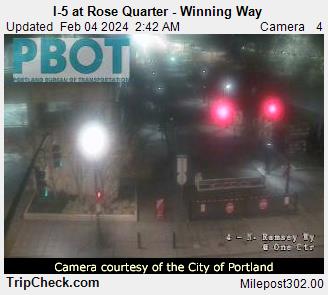 I-5 at Rose Quarter - Winning Way
Updated Feb 04 2024 2:42 AM Camera 4
PBOT
PORTLAND BUREAU OF TRANSPORTATION
4 - N. Ramsey Wy
@ One Ctr
Camera courtesy of the City of Portland
TripCheck.com Milepost302.00